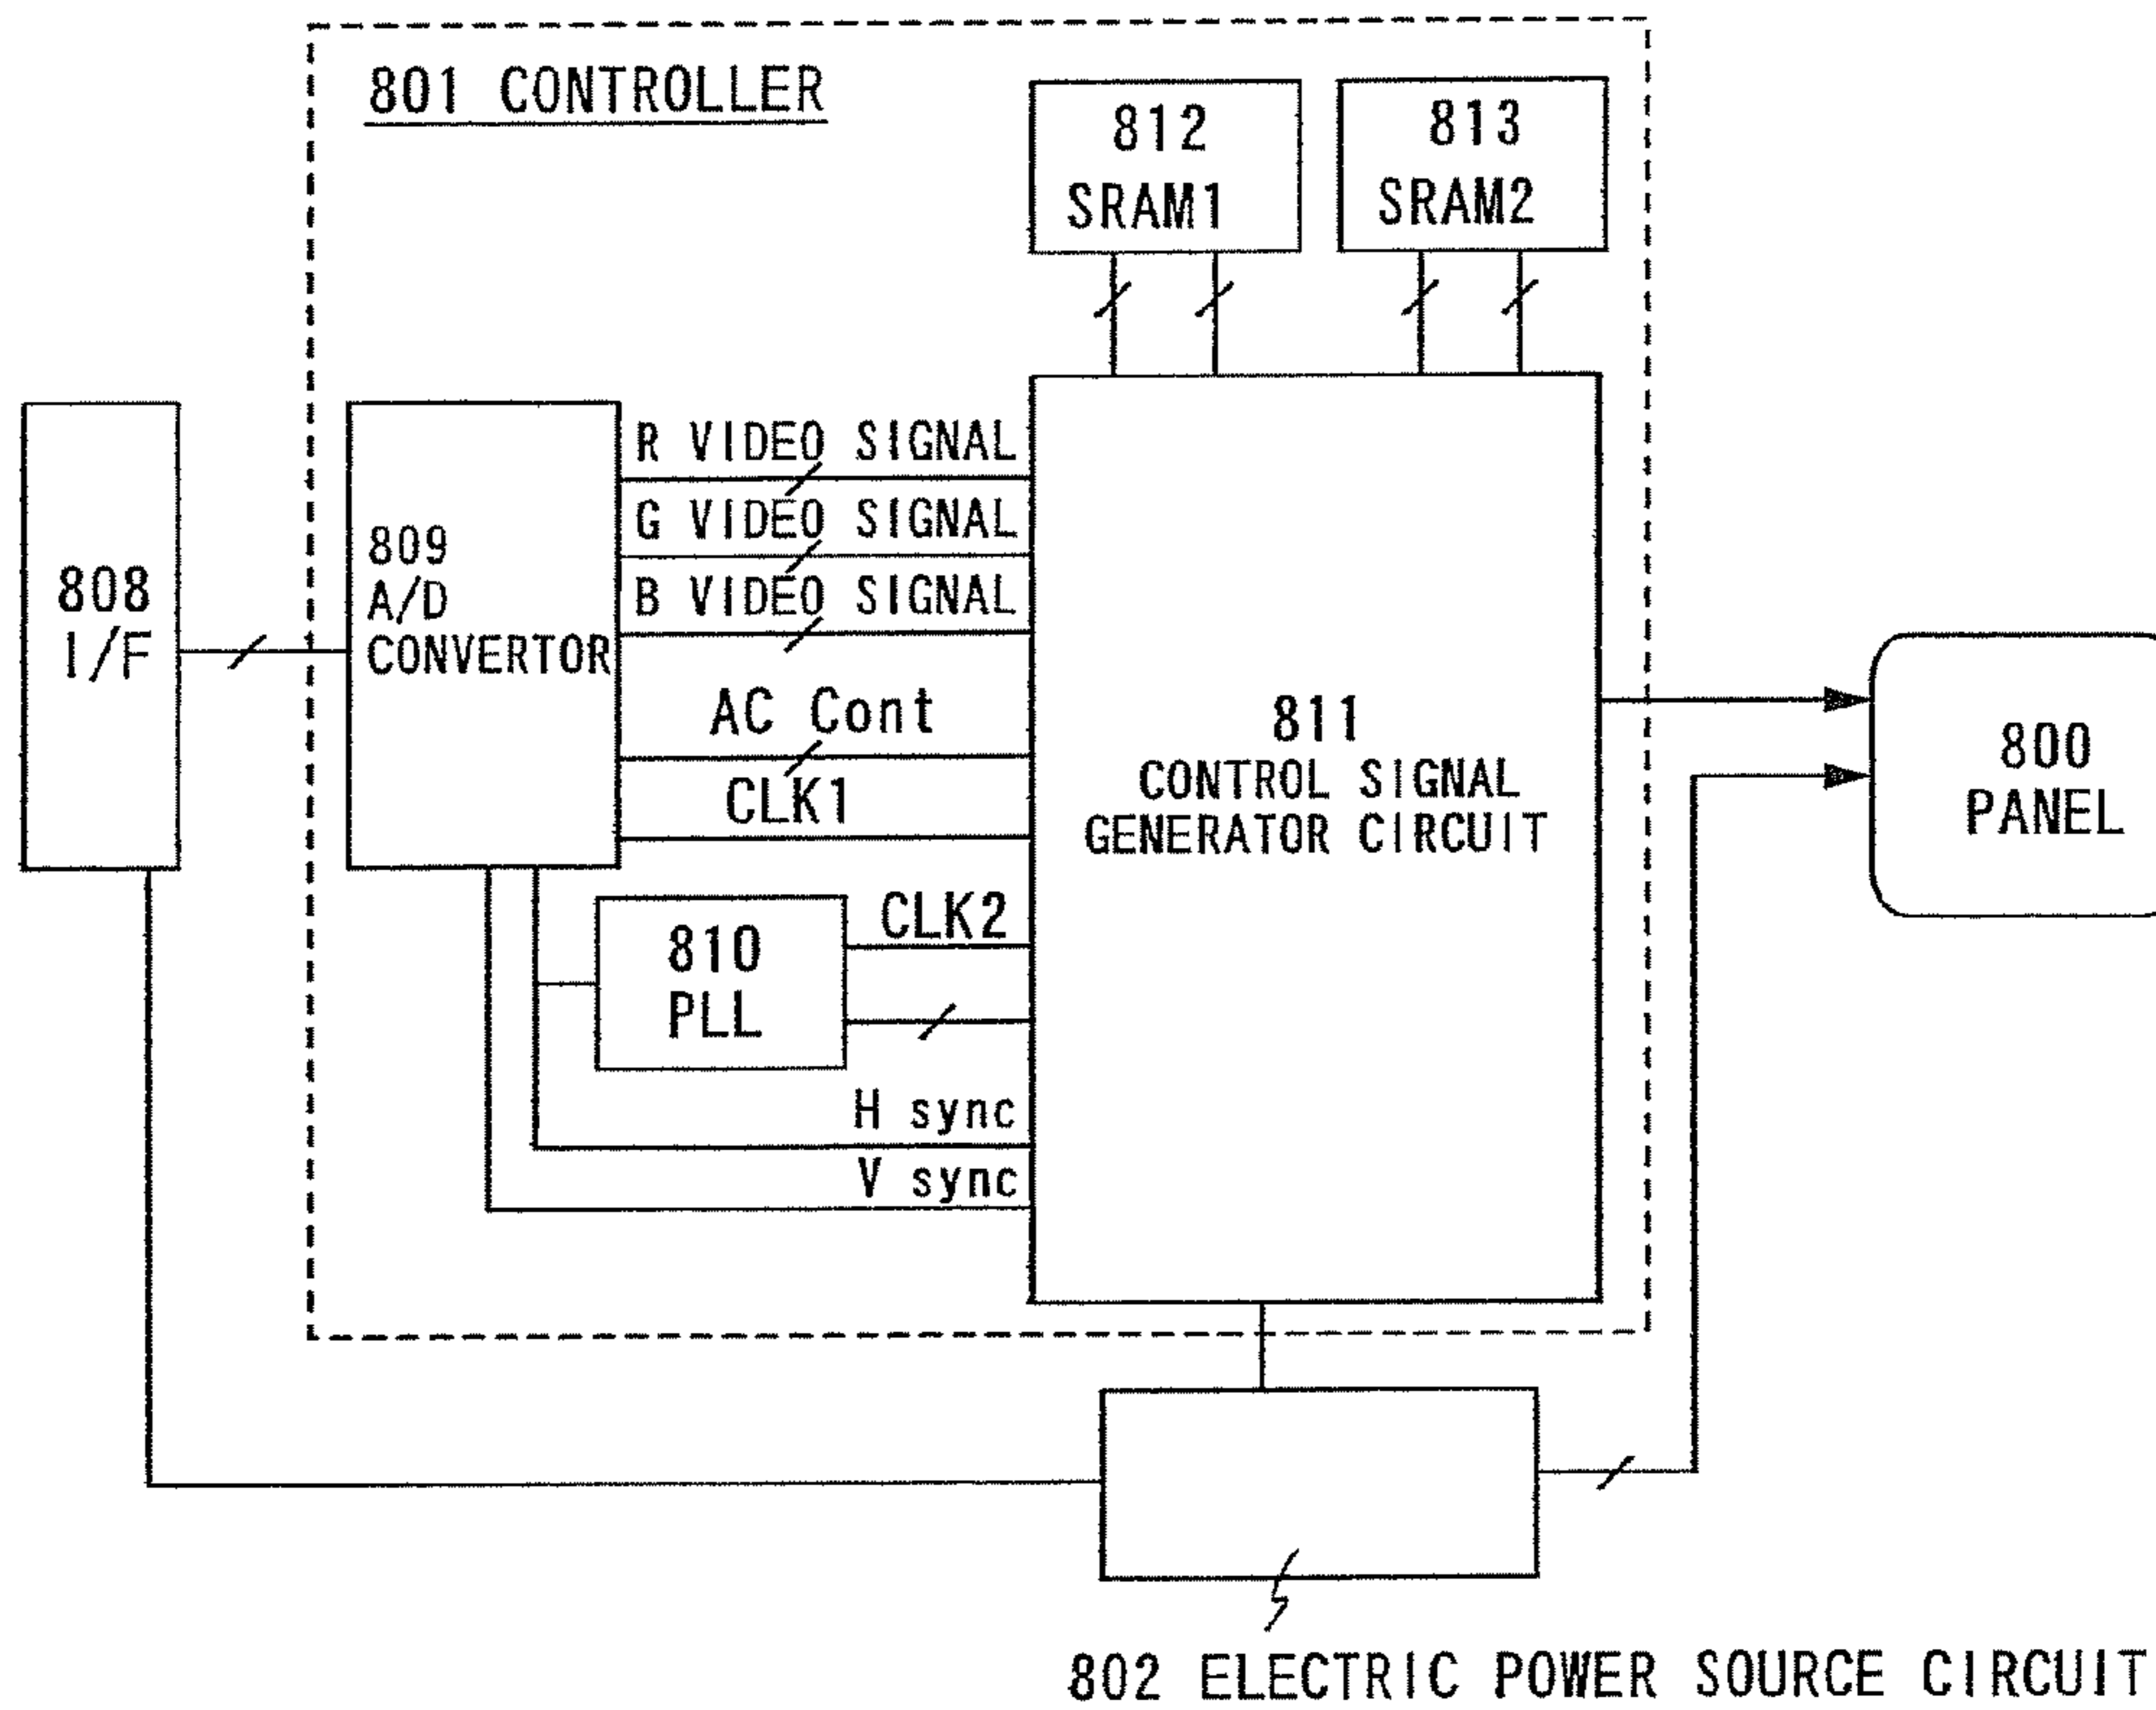 801 CONTROLLER
812
SRAM1
813
SRAM2
808
I/F
809
A/D
CONVERTOR
R VIDEO SIGNAL
G VIDEO SIGNAL
B VIDEO SIGNAL
AC Cont
CLK1
810
PLL
CLK2
H sync
V sync
811
CONTROL SIGNAL
GENERATOR CIRCUIT
800
PANEL
802 ELECTRIC POWER SOURCE CIRCUIT